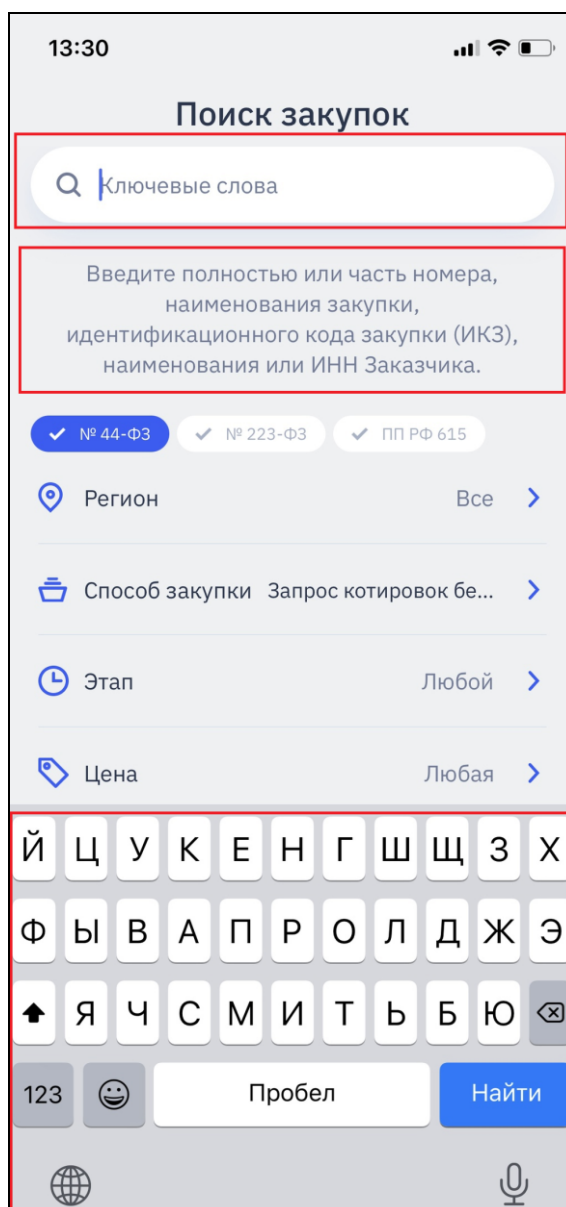 13:30
Поиск закупок
Ключевые слова
Введите полностью или часть номера,
наименования закупки,
идентификационного кода закупки (ИКЗ),
наименования или ИНН Заказчика.
№ 44-ФЗ № 223-ФЗ ПП РФ 615
Регион Все
Способ закупки Запрос котировок бе...
Этап Любой
Цена Любая
Й Ц У К Е Н Г Ш Щ З Х
Ф Ы В А П Р О Л Д Ж Э
Я Ч С М И Т Ь Б Ю
123 Пробел Найти